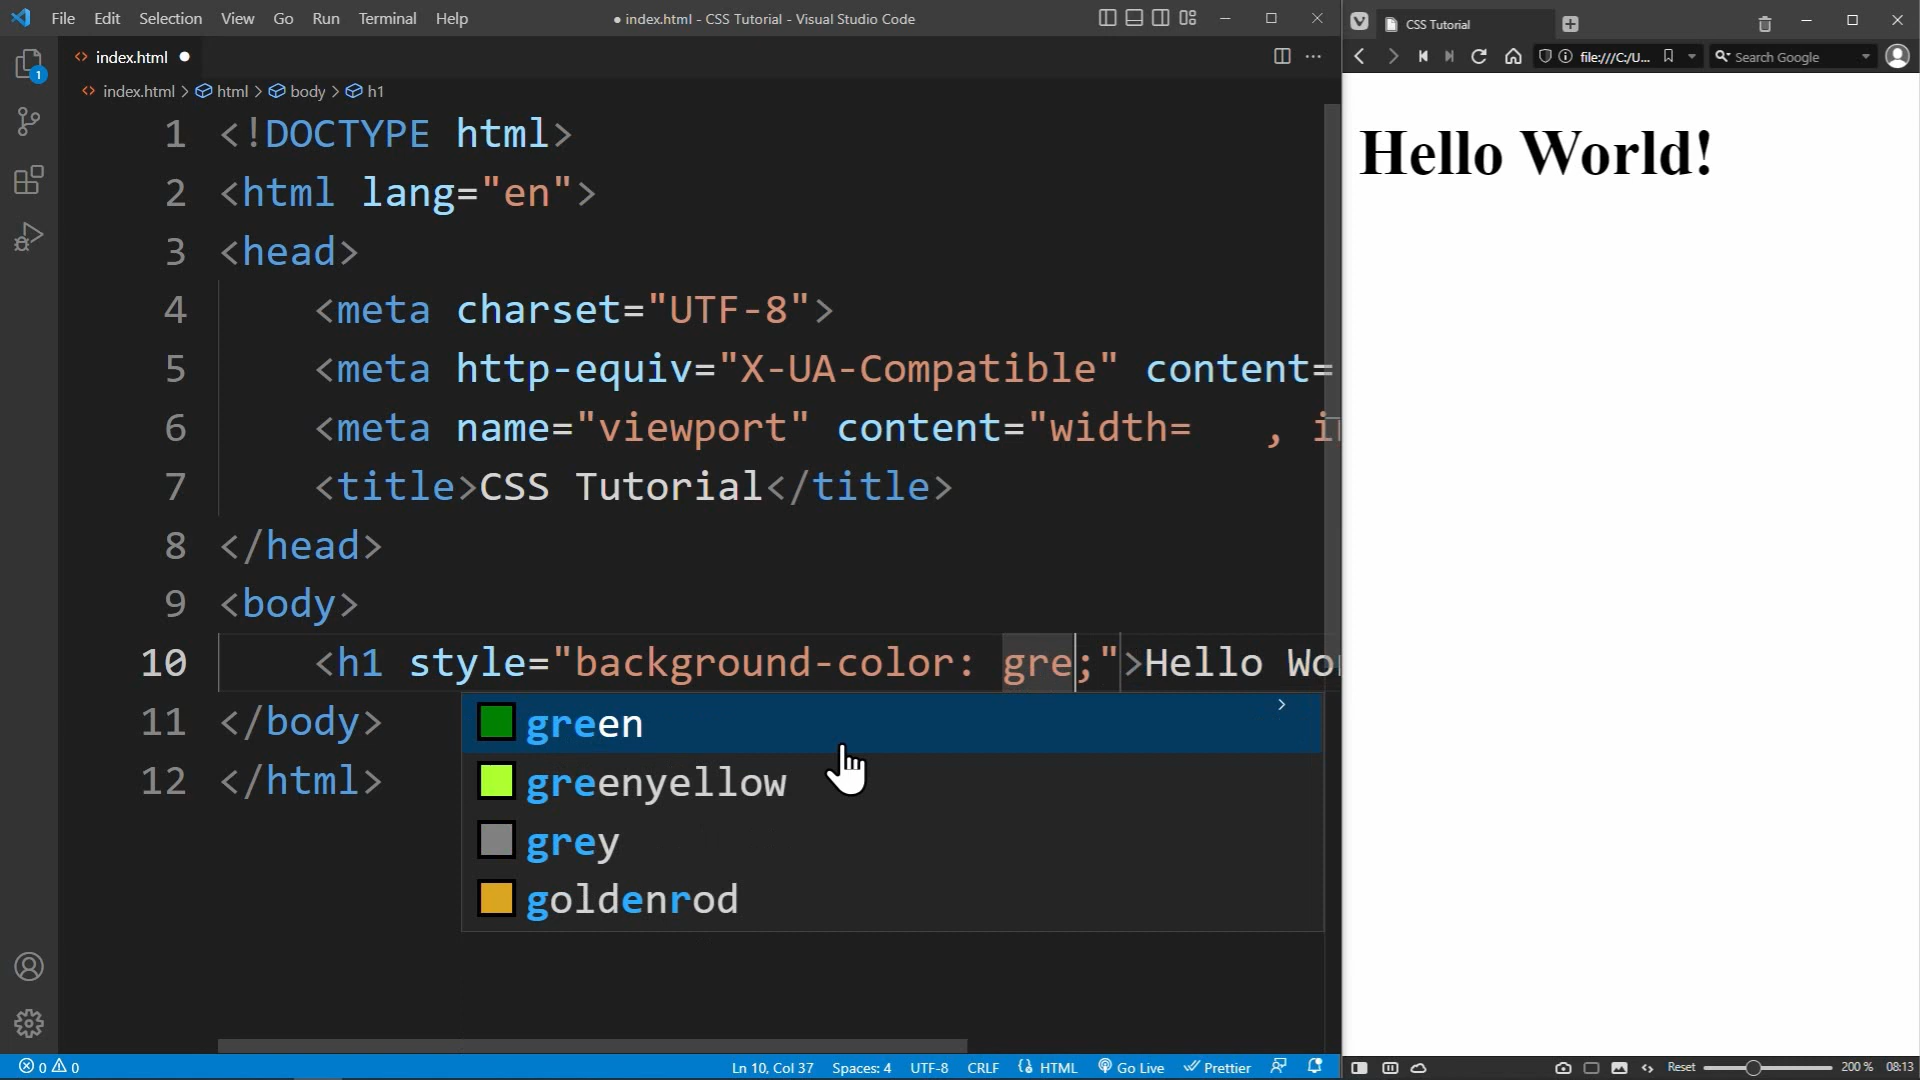 File Edit Selection View Go Run Terminal Help
● index.html - CSS Tutorial - Visual Studio Code
index.html ●
index.html > html > body > h1
1 <!DOCTYPE html>
2 <html lang="en">
3 <head>
4 <meta charset="UTF-8">
5 <meta http-equiv="X-UA-Compatible" content=
6 <meta name="viewport" content="width= , in
7 <title>CSS Tutorial</title>
8 </head>
9 <body>
10 <h1 style="background-color: gre;">Hello Wor
11 </body>
12 </html>
green
greenyellow
grey
goldenrod
1
0 0
Ln 10, Col 37 Spaces: 4 UTF-8 CRLF HTML Go Live Prettier
CSS Tutorial
file:///C:/U... Search Google
Hello World!
Reset 200 % 08:13